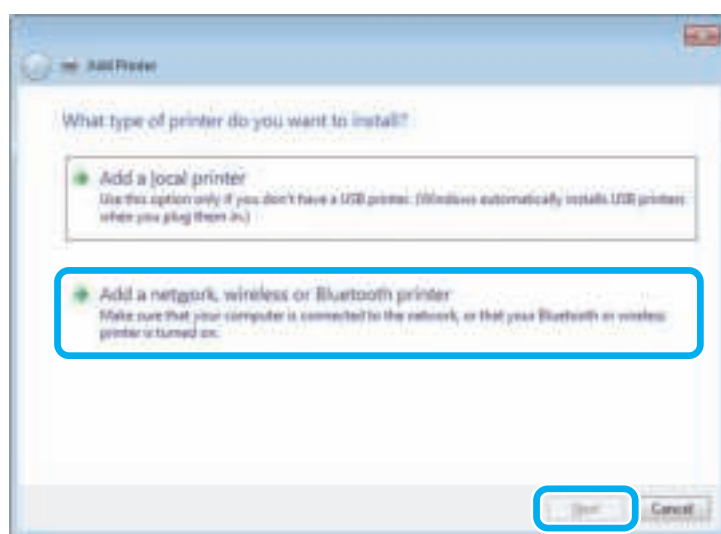 Add Printer
What type of printer do you want to install?
Add a local printer
Use this option only if you don't have a USB printer. (Windows automatically installs USB printers
when you plug them in.)
Add a network, wireless or Bluetooth printer
Make sure that your computer is connected to the network, or that your Bluetooth or wireless
printer is turned on.
Next
Cancel